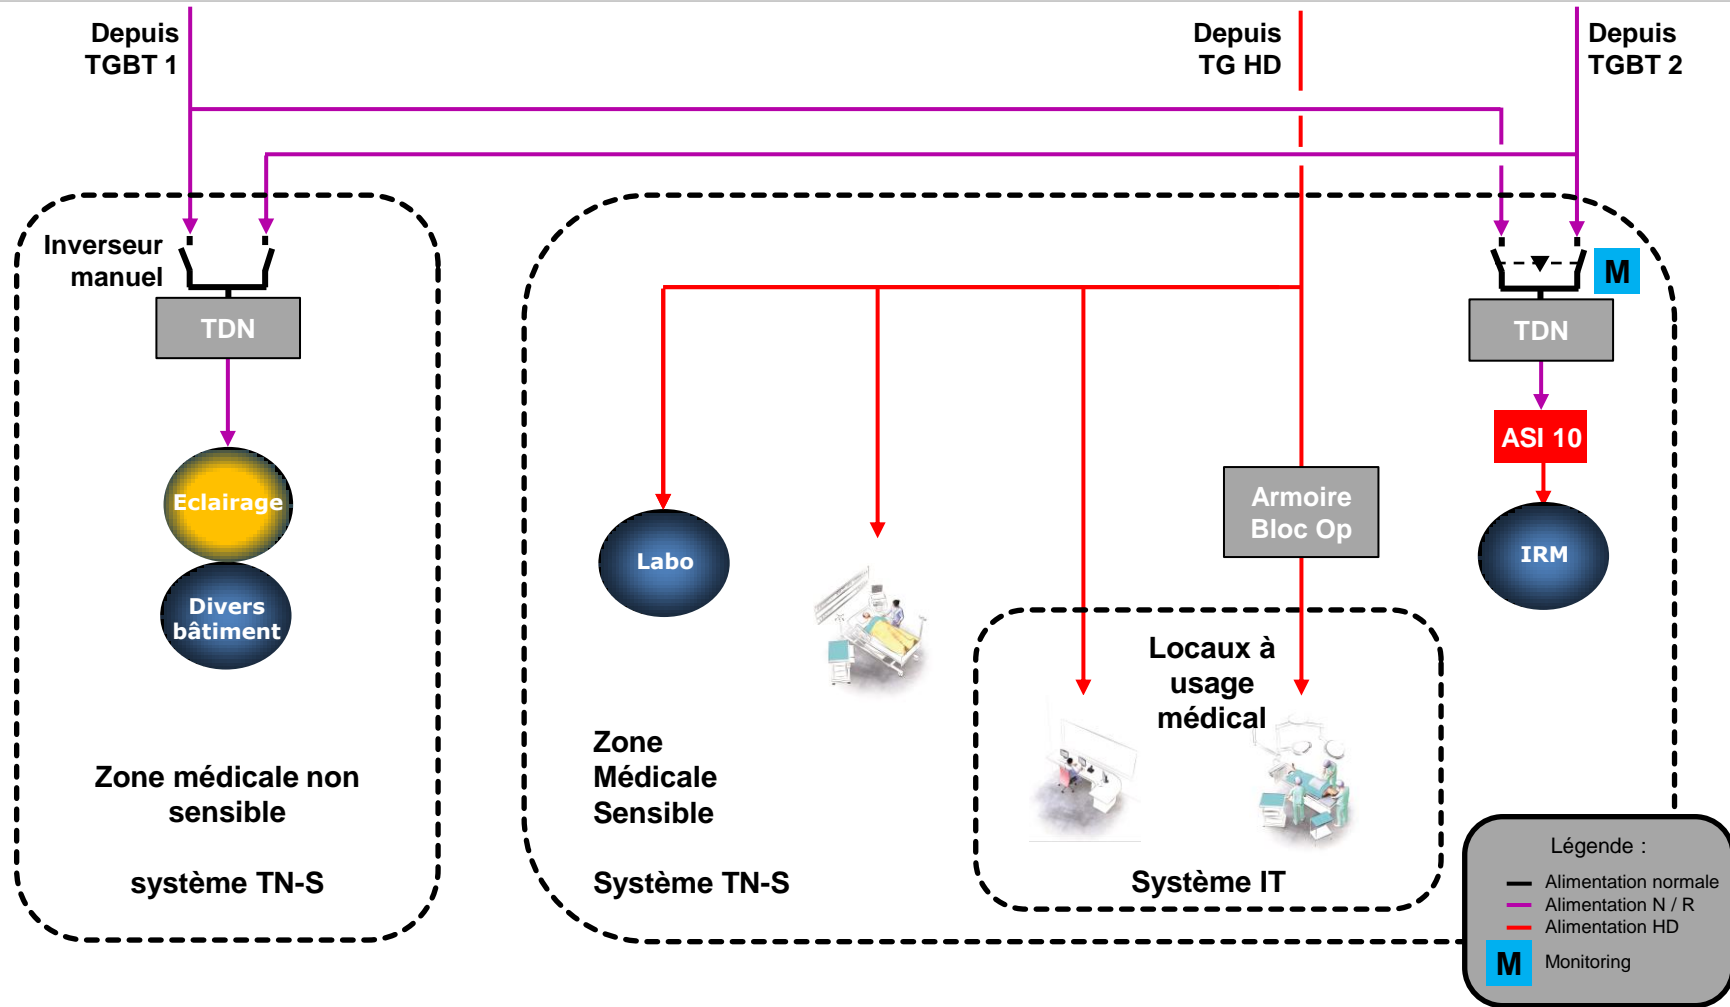 Depuis
TGBT 1
Depuis
TG HD
Depuis
TGBT 2
Inverseur
manuel
TDN
Eclairage
Divers
bâtiment
Zone médicale non
sensible
système TN-S
Labo
Zone
Médicale
Sensible
Système TN-S
Armoire
Bloc Op
Locaux à
usage
médical
Système IT
M
TDN
ASI 10
IRM
Légende :
Alimentation normale
Alimentation N / R
Alimentation HD
M Monitoring